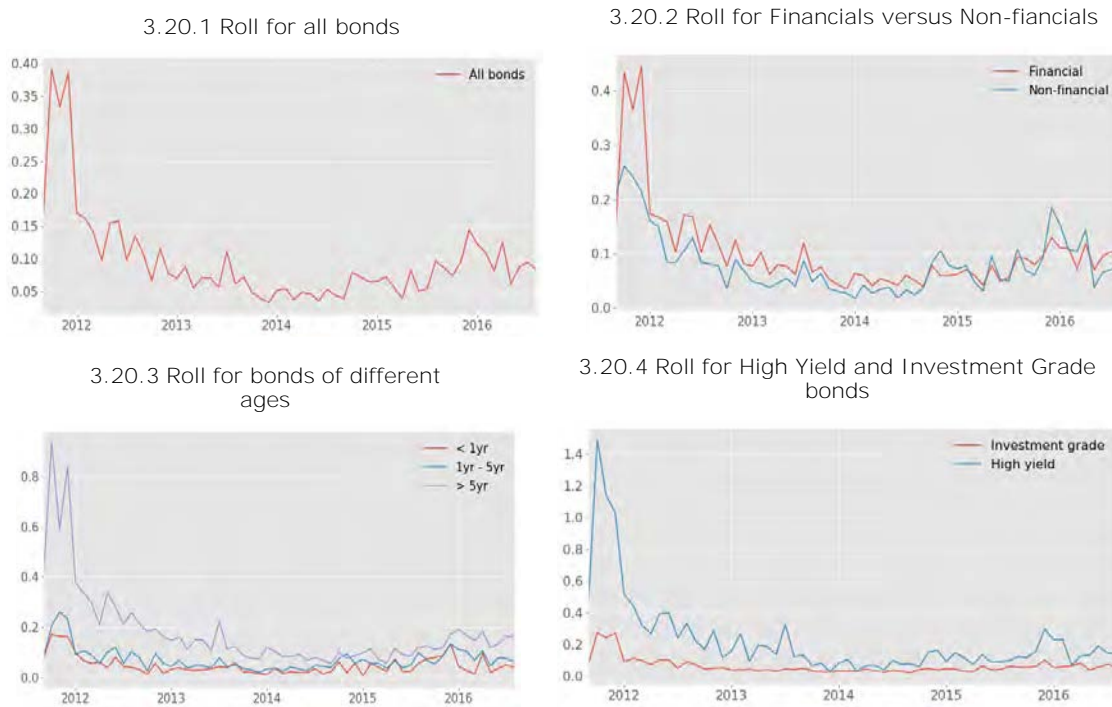 3.20.1 Roll for all bonds
0.40
0.35
0.30
0.25
0.20
0.15
0.10
0.05
All bonds
2012 2013 2014 2015 2016
3.20.2 Roll for Financials versus Non-fiancials
0.4
0.3
0.2
0.1
0.0
Financial
Non-financial
2012 2013 2014 2015 2016
3.20.3 Roll for bonds of different
ages
0.8
0.6
0.4
0.2
0.0
< 1yr
1yr - 5yr
> 5yr
2012 2013 2014 2015 2016
3.20.4 Roll for High Yield and Investment Grade
bonds
1.4
1.2
1.0
0.8
0.6
0.4
0.2
0.0
Investment grade
High yield
2012 2013 2014 2015 2016